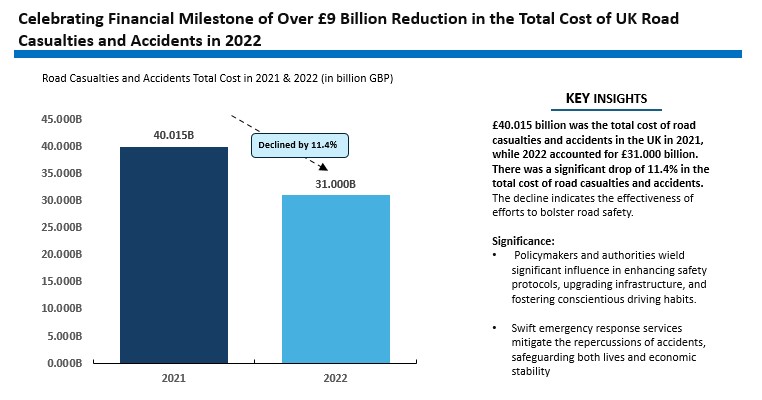 Celebrating Financial Milestone of Over £9 Billion Reduction in the Total Cost of UK Road
Casualties and Accidents in 2022
Road Casualties and Accidents Total Cost in 2021 & 2022 (in billion GBP)
45.000B
40.000B
35.000B
30.000B
25.000B
20.000B
15.000B
10.000B
5.000B
0.000B
40.015B
Declined by 11.4%
31.000B
2021
2022
KEY INSIGHTS
£40.015 billion was the total cost of road
casualties and accidents in the UK in 2021,
while 2022 accounted for £31.000 billion.
There was a significant drop of 11.4% in the
total cost of road casualties and accidents.
The decline indicates the effectiveness of
efforts to bolster road safety.
Significance:
• Policymakers and authorities wield
significant influence in enhancing safety
protocols, upgrading infrastructure, and
fostering conscientious driving habits.
• Swift emergency response services
mitigate the repercussions of accidents,
safeguarding both lives and economic
stability